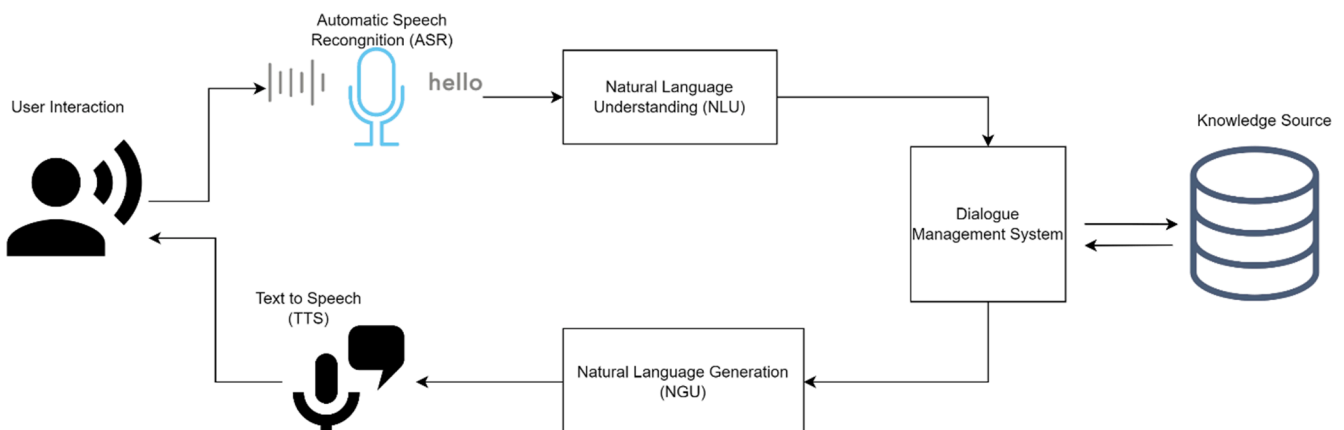 Automatic Speech
Recongnition (ASR)
hello
User Interaction
Natural Language
Understanding (NLU)
Knowledge Source
Dialogue
Management System
Text to Speech
(TTS)
Natural Language Generation
(NGU)